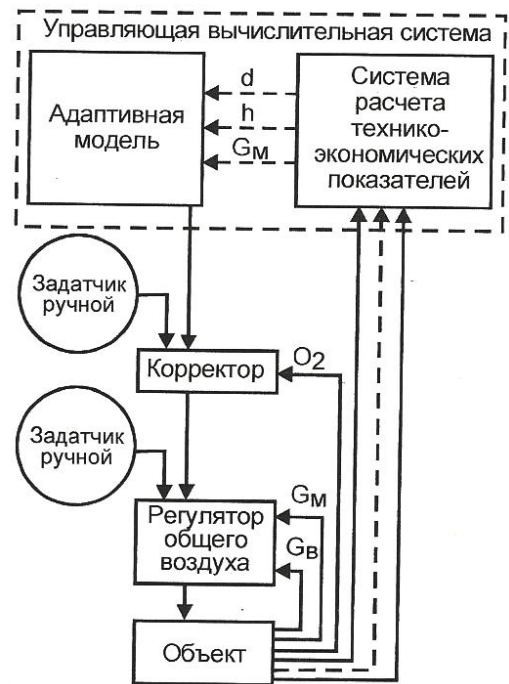 Управляющая вычислительная система
Адаптивная
модель
d
h
Gм
Система
расчета
технико-
экономических
показателей
Задатчик
ручной
Корректор
O2
Задатчик
ручной
Регулятор
общего
воздуха
Gм
Gв
Объект